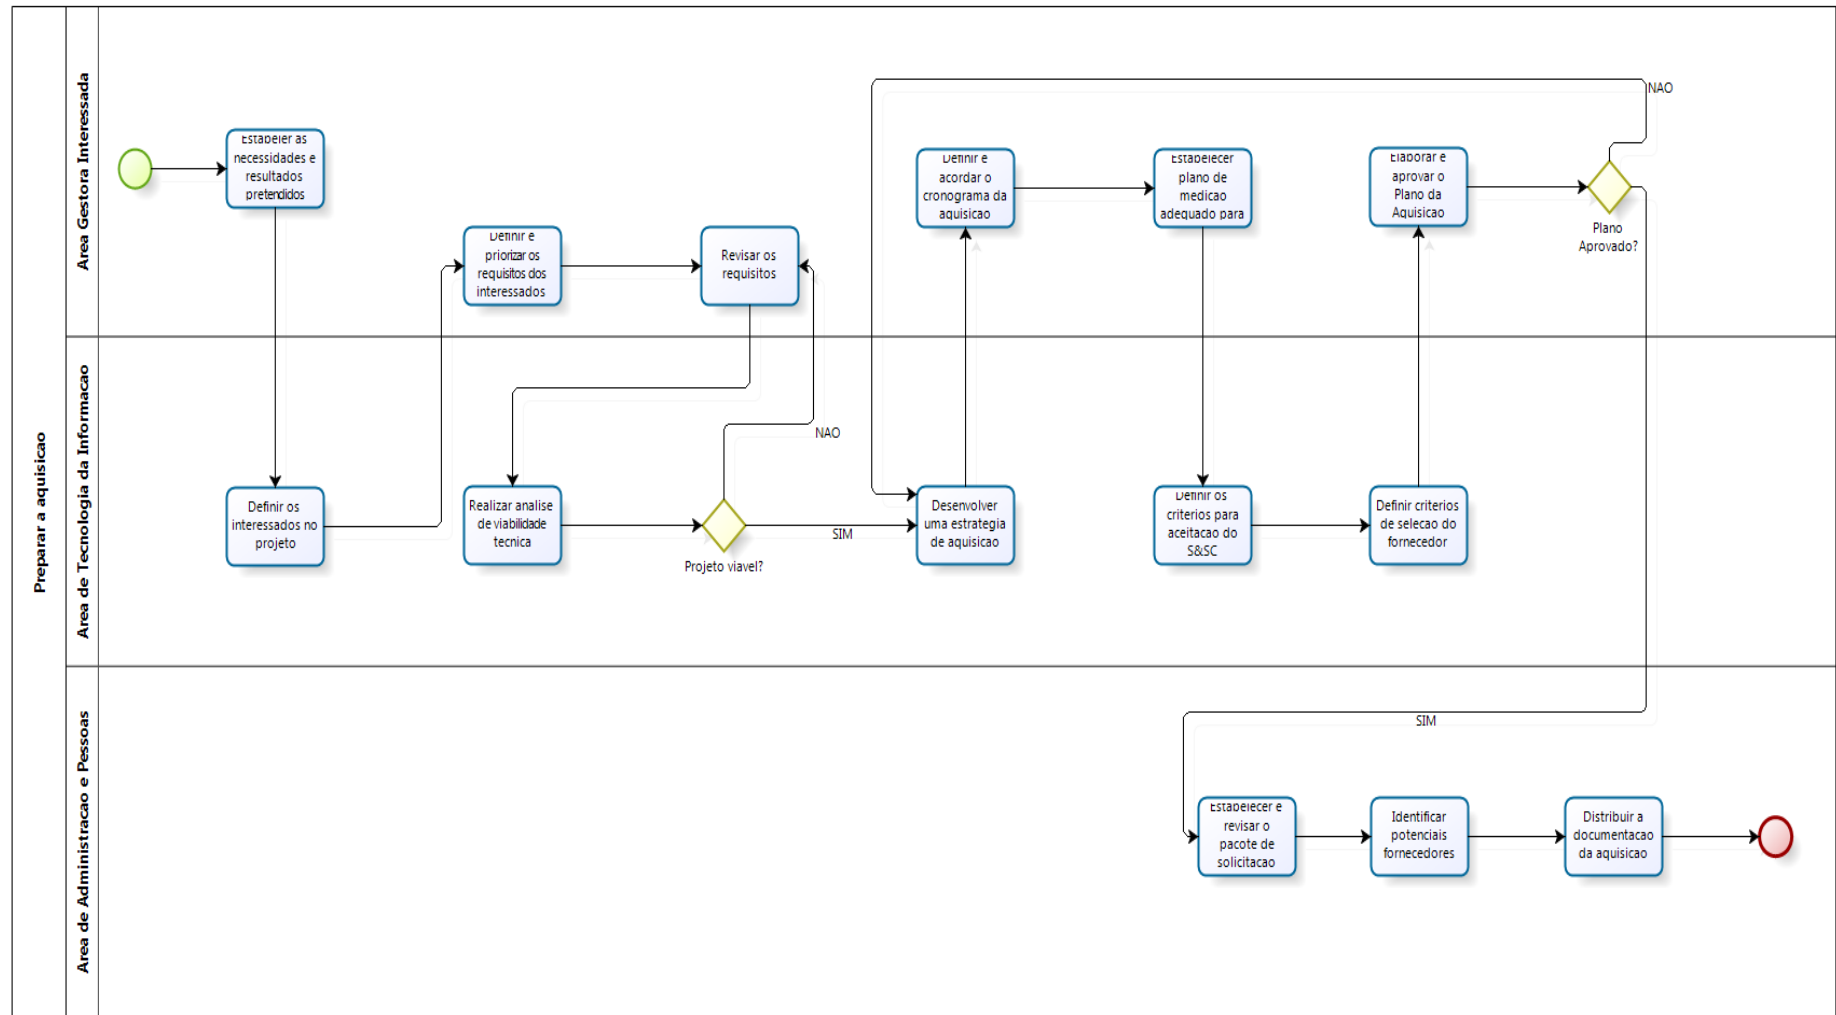 Preparar a aquisicao
Area Gestora Interessada
Estabeler as
necessidades e
resultados
pretendidos
Definir e
priorizar os
requisitos dos
interessados
Revisar os
requisitos
Definir e
acordar o
cronograma da
aquisicao
Estabelecer
plano de
medicao
adequado para
Elaborar e
aprovar o
Plano da
Aquisicao
NAO
Plano
Aprovado?
Area de Tecnologia da Informacao
Definir os
interessados no
projeto
Realizar analise
de viabilidade
tecnica
NAO
Projeto viavel?
SIM
Desenvolver
uma estrategia
de aquisicao
Definir os
criterios para
aceitacao do
S&SC
Definir criterios
de selecao do
fornecedor
Area de Administracao e Pessoas
SIM
Estabelecer e
revisar o
pacote de
solicitacao
Identificar
potenciais
fornecedores
Distribuir a
documentacao
da aquisicao